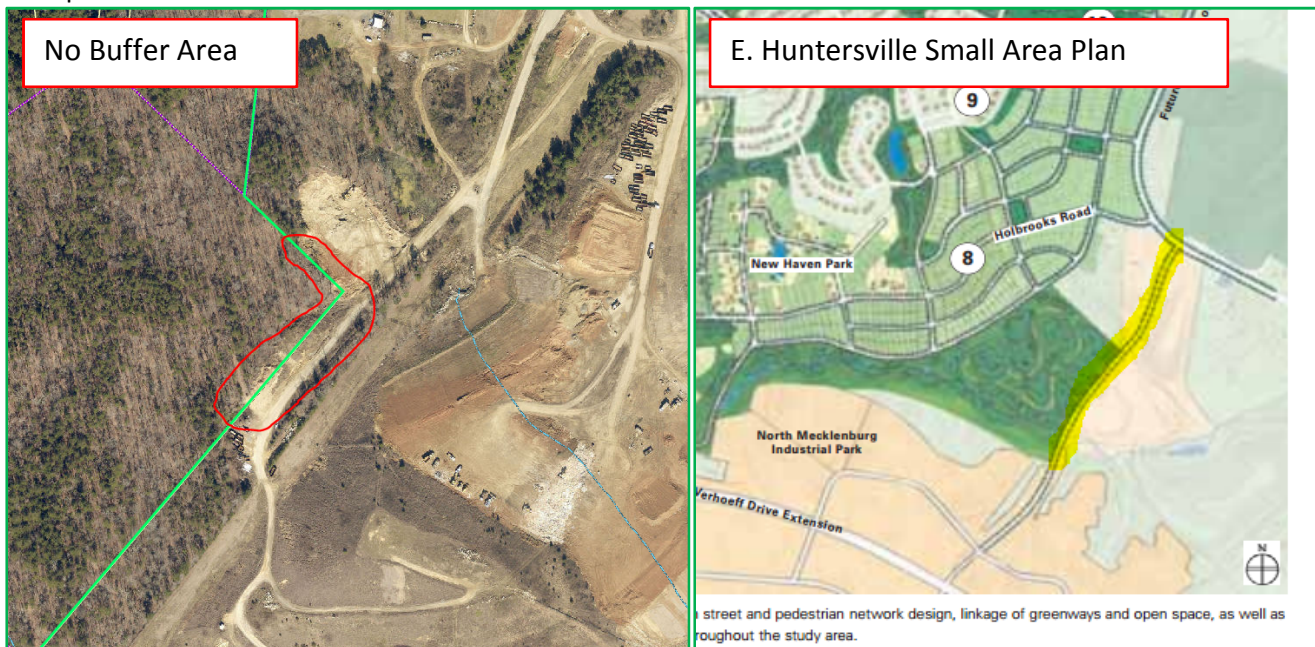 No Buffer Area
E. Huntersville Small Area Plan
9
Future
Holbrooks Road
8
New Haven Park
North Mecklenburg
Industrial Park
Verhoeff Drive Extension
N
street and pedestrian network design, linkage of greenways and open space, as well as
roughout the study area.